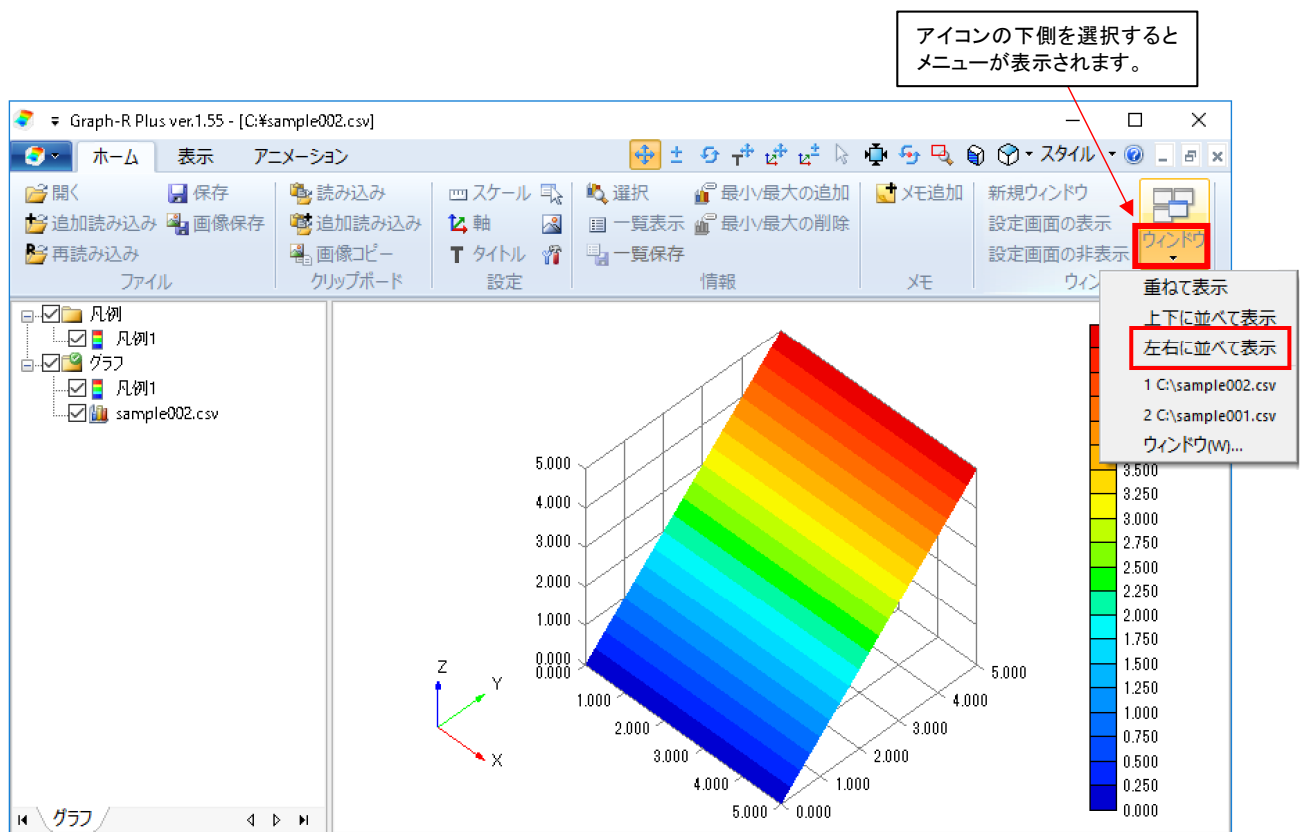 アイコンの下側を選択すると
メニューが表示されます。
Graph-R Plus ver.1.55 - [C:¥sample002.csv]
ホーム 表示 アニメーション スタイル
開く 保存 読み込み スケール 選択 最小/最大の追加 メモ追加 新規ウィンドウ
追加読み込み 画像保存 追加読み込み 軸 一覧表示 最小/最大の削除 設定画面の表示
再読み込み 画像コピー タイトル 一覧保存 設定画面の非表示 ウィンドウ
ファイル クリップボード 設定 情報 メモ
重ねて表示
上下に並べて表示
左右に並べて表示
1 C:\sample002.csv
2 C:\sample001.csv
ウィンドウ(W)...
凡例
凡例1
グラフ
凡例1
sample002.csv
グラフ
5.000
4.000
3.000
2.000
1.000
0.000
0.000
1.000
2.000
3.000
4.000
5.000
0.000
1.000
2.000
3.000
4.000
5.000
Z
Y
X
3.500
3.250
3.000
2.750
2.500
2.250
2.000
1.750
1.500
1.250
1.000
0.750
0.500
0.250
0.000